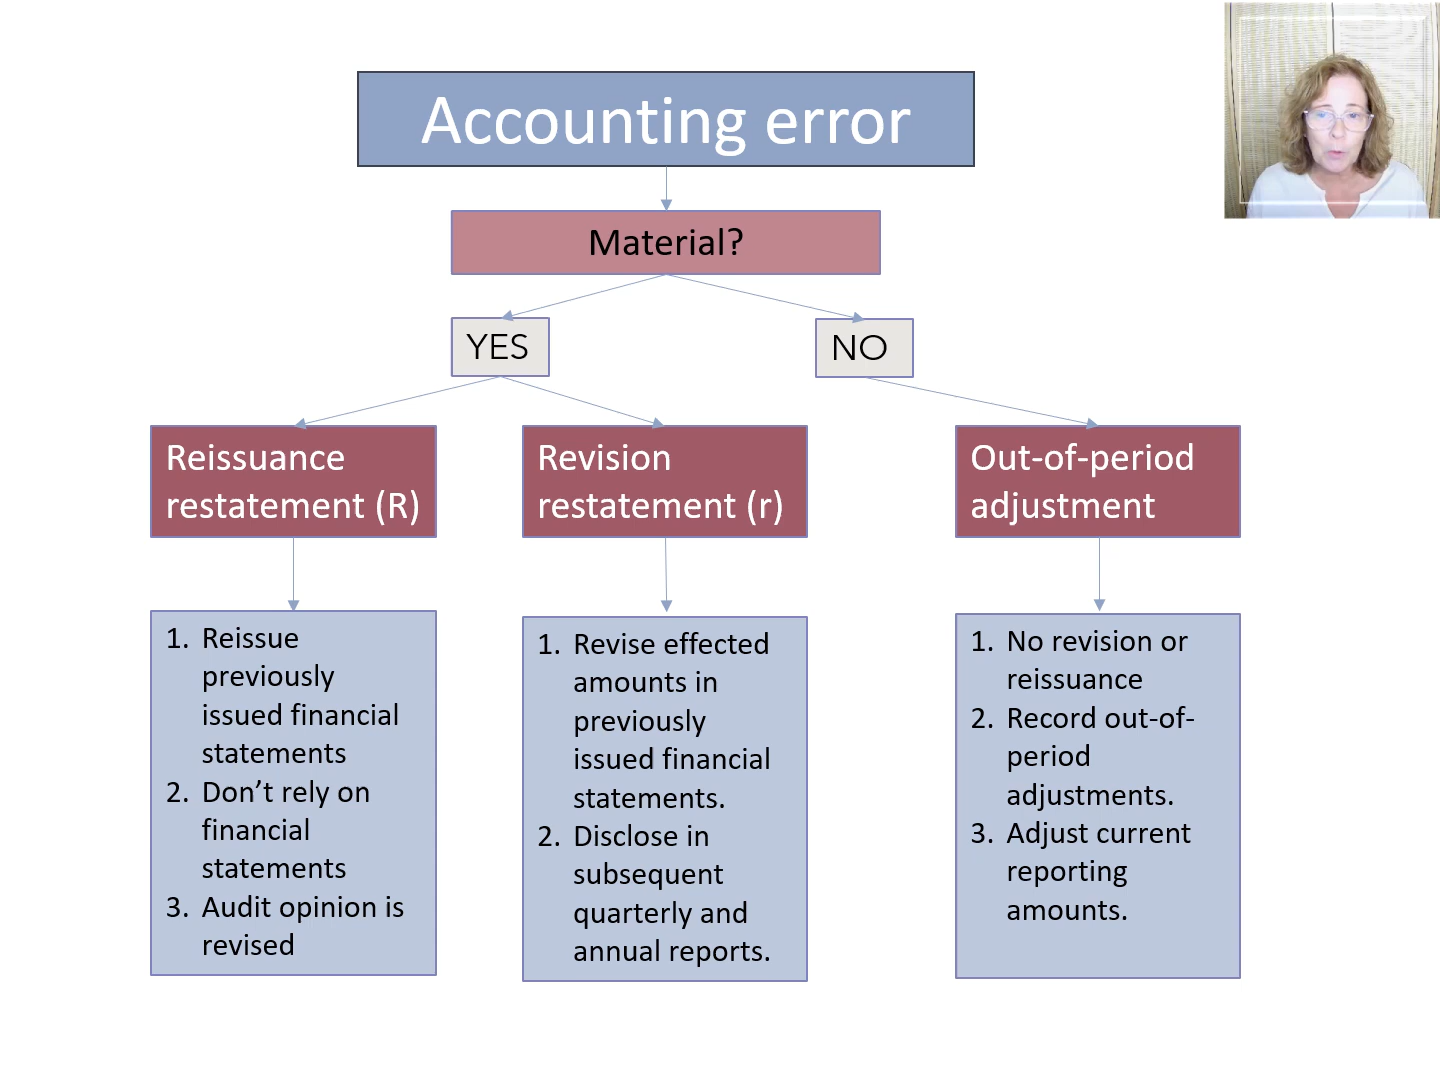 Accounting error
Material?
YES
NO
Reissuance
restatement (R)
Revision
restatement (r)
Out-of-period
adjustment
1. Reissue
previously
issued financial
statements
2. Don’t rely on
financial
statements
3. Audit opinion is
revised
1. Revise effected
amounts in
previously
issued financial
statements.
2. Disclose in
subsequent
quarterly and
annual reports.
1. No revision or
reissuance
2. Record out-of-
period
adjustments.
3. Adjust current
reporting
amounts.